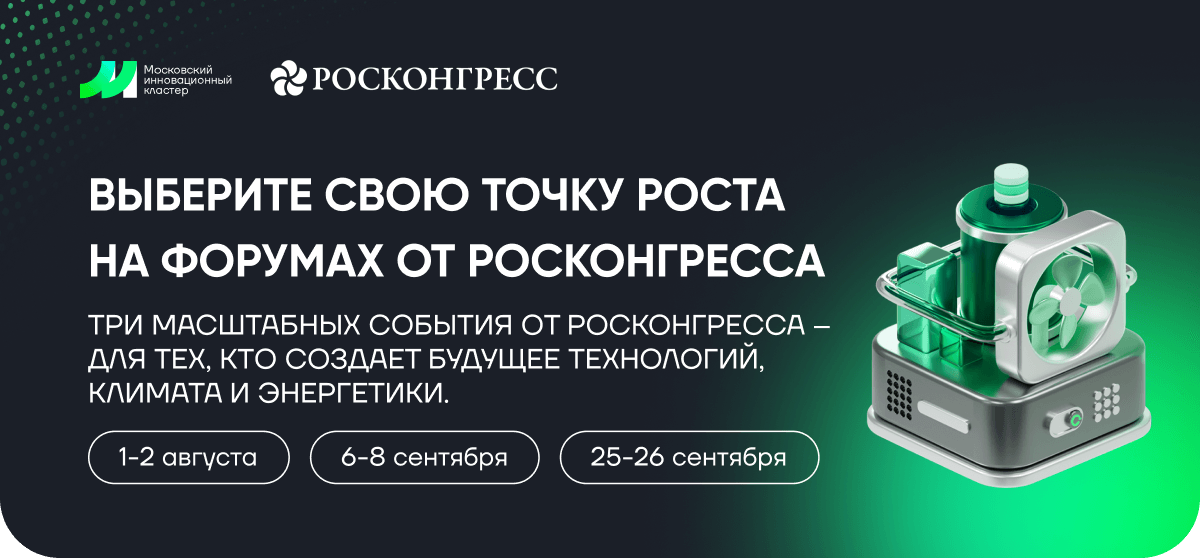 Московский
инновационный
кластер
РОСКОНГРЕСС
ВЫБЕРИТЕ СВОЮ ТОЧКУ РОСТА
НА ФОРУМАХ ОТ РОСКОНГРЕССА
ТРИ МАСШТАБНЫХ СОБЫТИЯ ОТ РОСКОНГРЕССА –
ДЛЯ ТЕХ, КТО СОЗДАЕТ БУДУЩЕЕ ТЕХНОЛОГИЙ,
КЛИМАТА И ЭНЕРГЕТИКИ.
1-2 августа
6-8 сентября
25-26 сентября